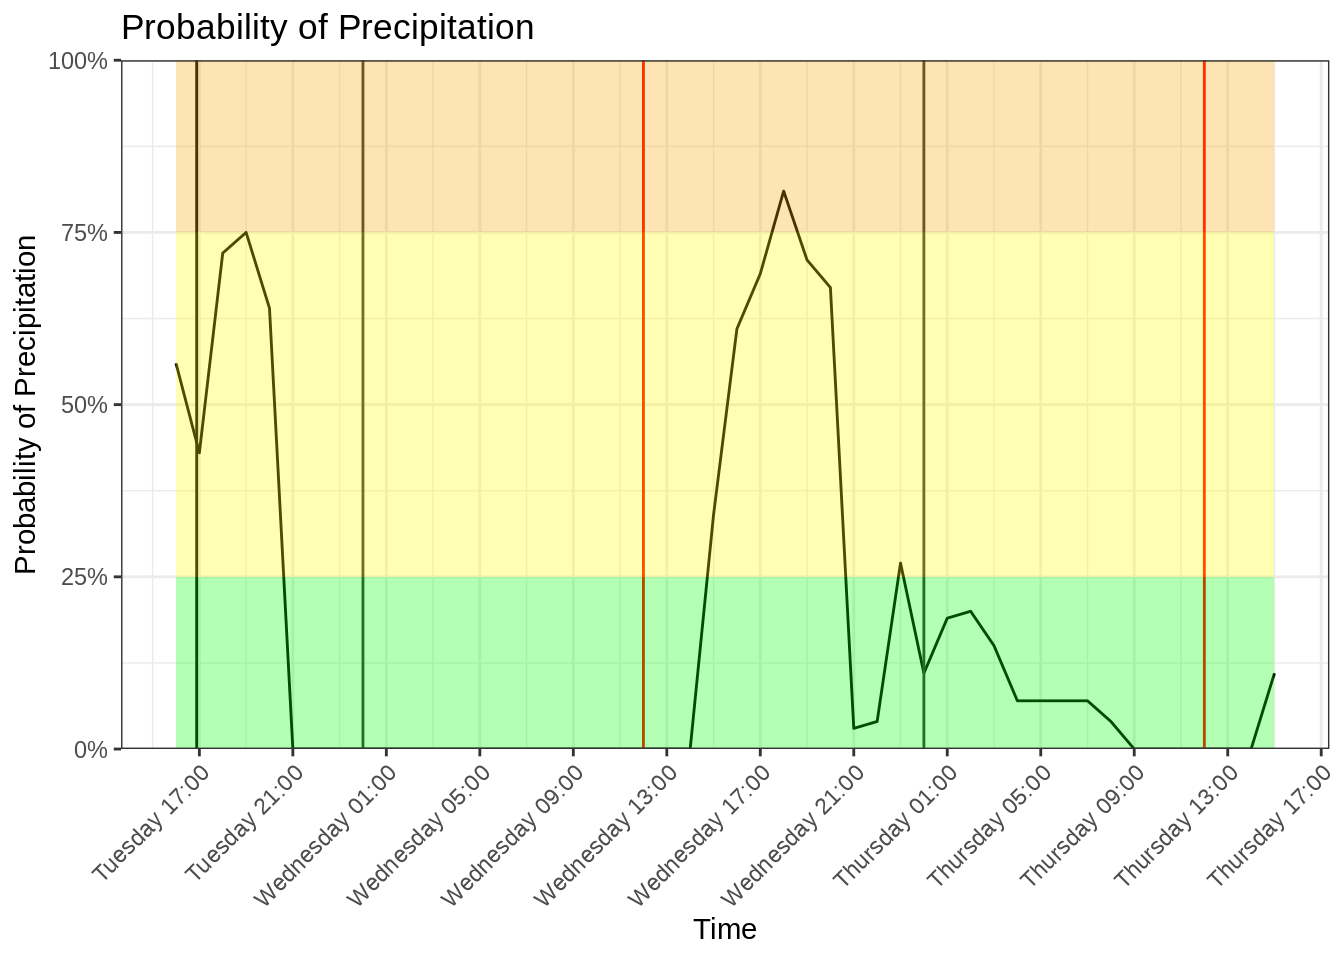 Probability of Precipitation
100%
75%
50%
25%
0%
Probability of Precipitation
Tuesday 17:00
Tuesday 21:00
Wednesday 01:00
Wednesday 05:00
Wednesday 09:00
Wednesday 13:00
Wednesday 17:00
Wednesday 21:00
Thursday 01:00
Thursday 05:00
Thursday 09:00
Thursday 13:00
Thursday 17:00
Time